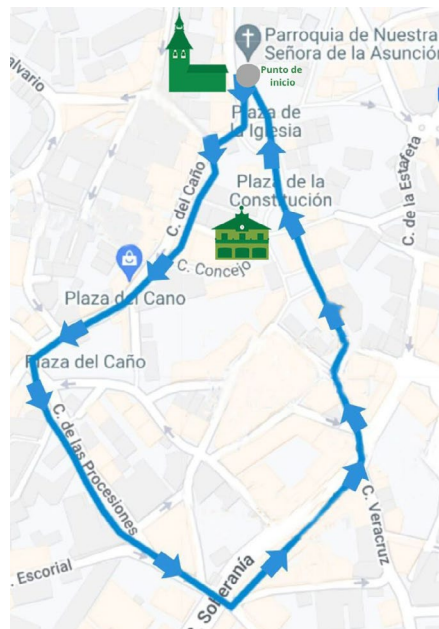 Parroquia de Nuestra
Señora de la Asunción
Punto de
inicio
alvario
Plaza de
la Iglesia
C. de la Estafeta
C. del Caño
Plaza de la
Constitución
C. Concejo
Plaza del Cano
Plaza del Caño
C. de las Procesiones
C. Veracruz
. Escorial
Soberanía